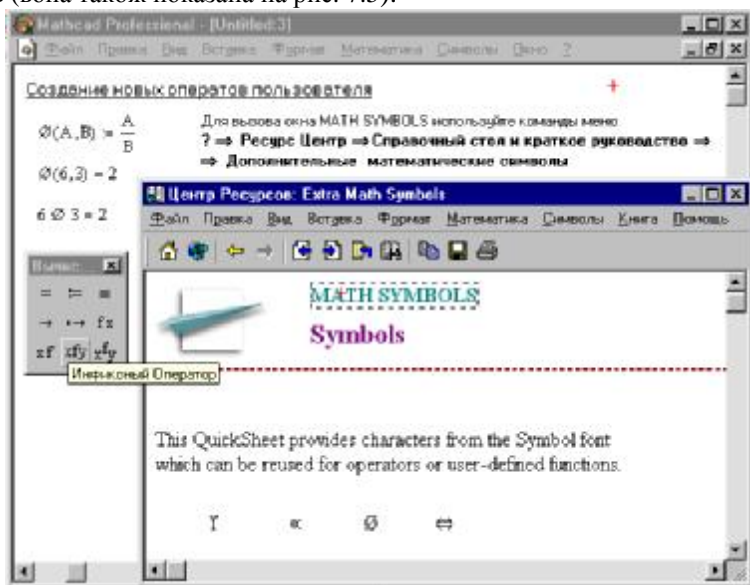 (вона також показана на рис. 7.5).
Mathcad Professional - [Untitled:3]
Файл Правка Вид Вставка Формат Математика Символы Окно ?
Создание новых операторов пользователя
Для вызова окна MATH SYMBOLS используйте команды меню
Ø(A,B) := A
B
? ⇒ Ресурс Центр ⇒ Справочный стол и краткое руководство ⇒
⇒ Дополнительные математические символы
Ø(6,3) = 2
6 Ø 3 = 2
Центр Ресурсов: Extra Math Symbols
Файл Правка Вид Вставка Формат Математика Символы Книга Помощь
= := ≡
→ •→ fx
xf xfy xfy
Инфиксный Оператор
MATH SYMBOLS
Symbols
This QuickSheet provides characters from the Symbol font
which can be reused for operators or user-defined functions.
ϒ ∝ Ø ⇔